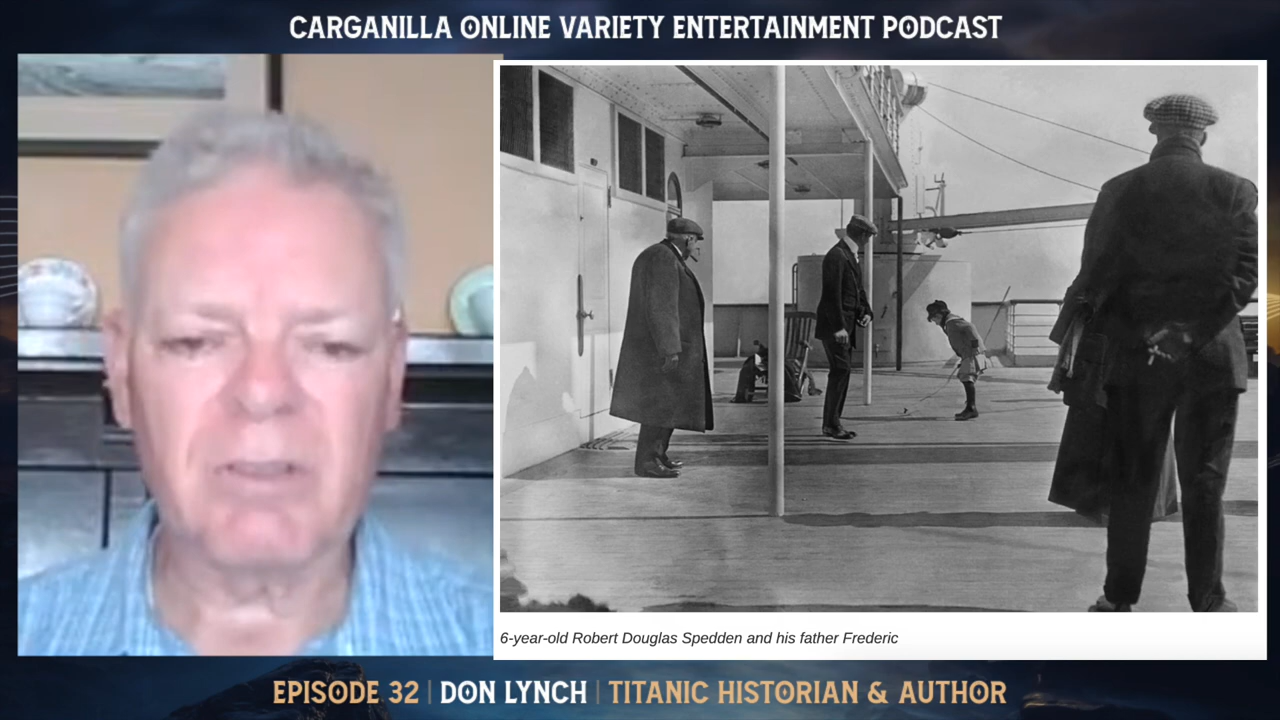 CARGANILLA ONLINE VARIETY ENTERTAINMENT PODCAST
6-year-old Robert Douglas Spedden and his father Frederic
EPISODE 32 | DON LYNCH | TITANIC HISTORIAN & AUTHOR